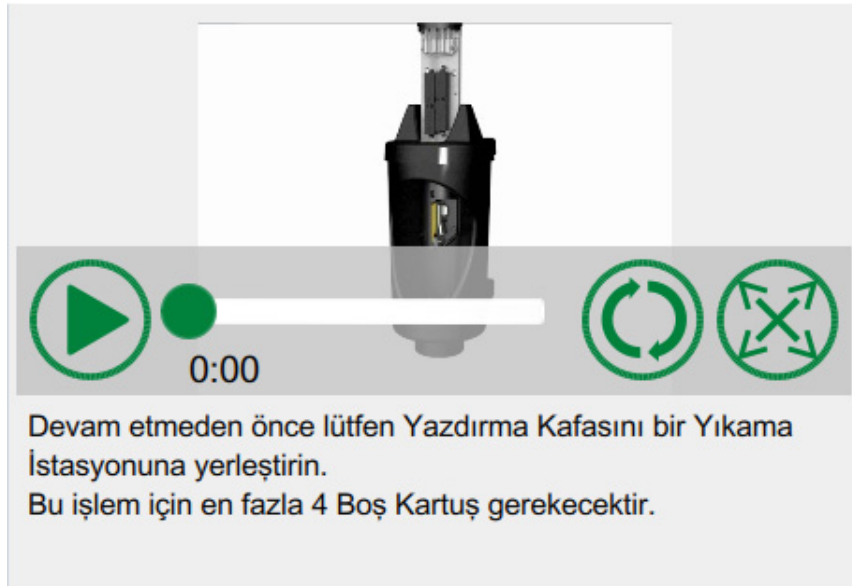 0:00
Devam etmeden önce lütfen Yazdırma Kafasını bir Yıkama
İstasyonuna yerleştirin.
Bu işlem için en fazla 4 Boş Kartuş gerekecektir.